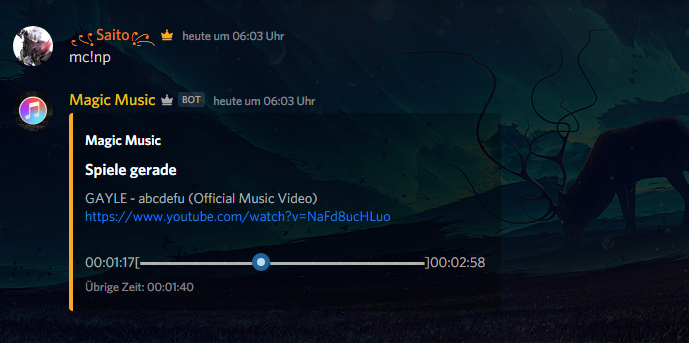 Saito heute um 06:03 Uhr
mc!np
Magic Music BOT heute um 06:03 Uhr
Magic Music
Spiele gerade
GAYLE - abcdefu (Official Music Video)
https://www.youtube.com/watch?v=NaFd8ucHLuo
00:01:17[━━━━━━━━━━🔵━━━━━━━━━━━━━]00:02:58
Übrige Zeit: 00:01:40